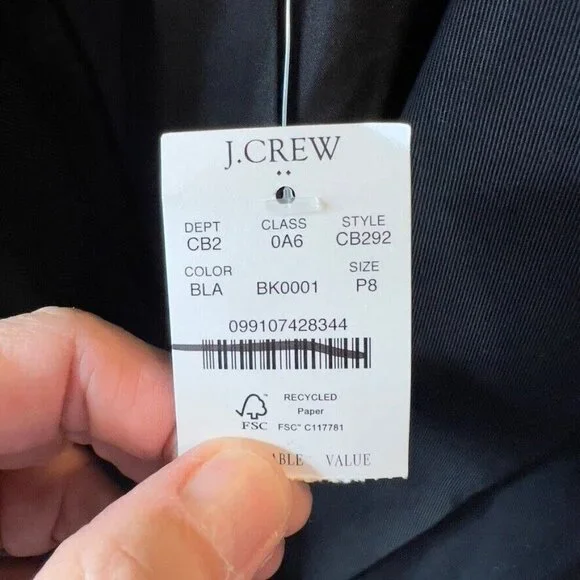 J.CREW
DEPT CLASS STYLE
CB2 0A6 CB292
COLOR SIZE
BLA BK0001 P8
099107428344
RECYCLED
Paper
FSC FSC™ C117781
VALUE